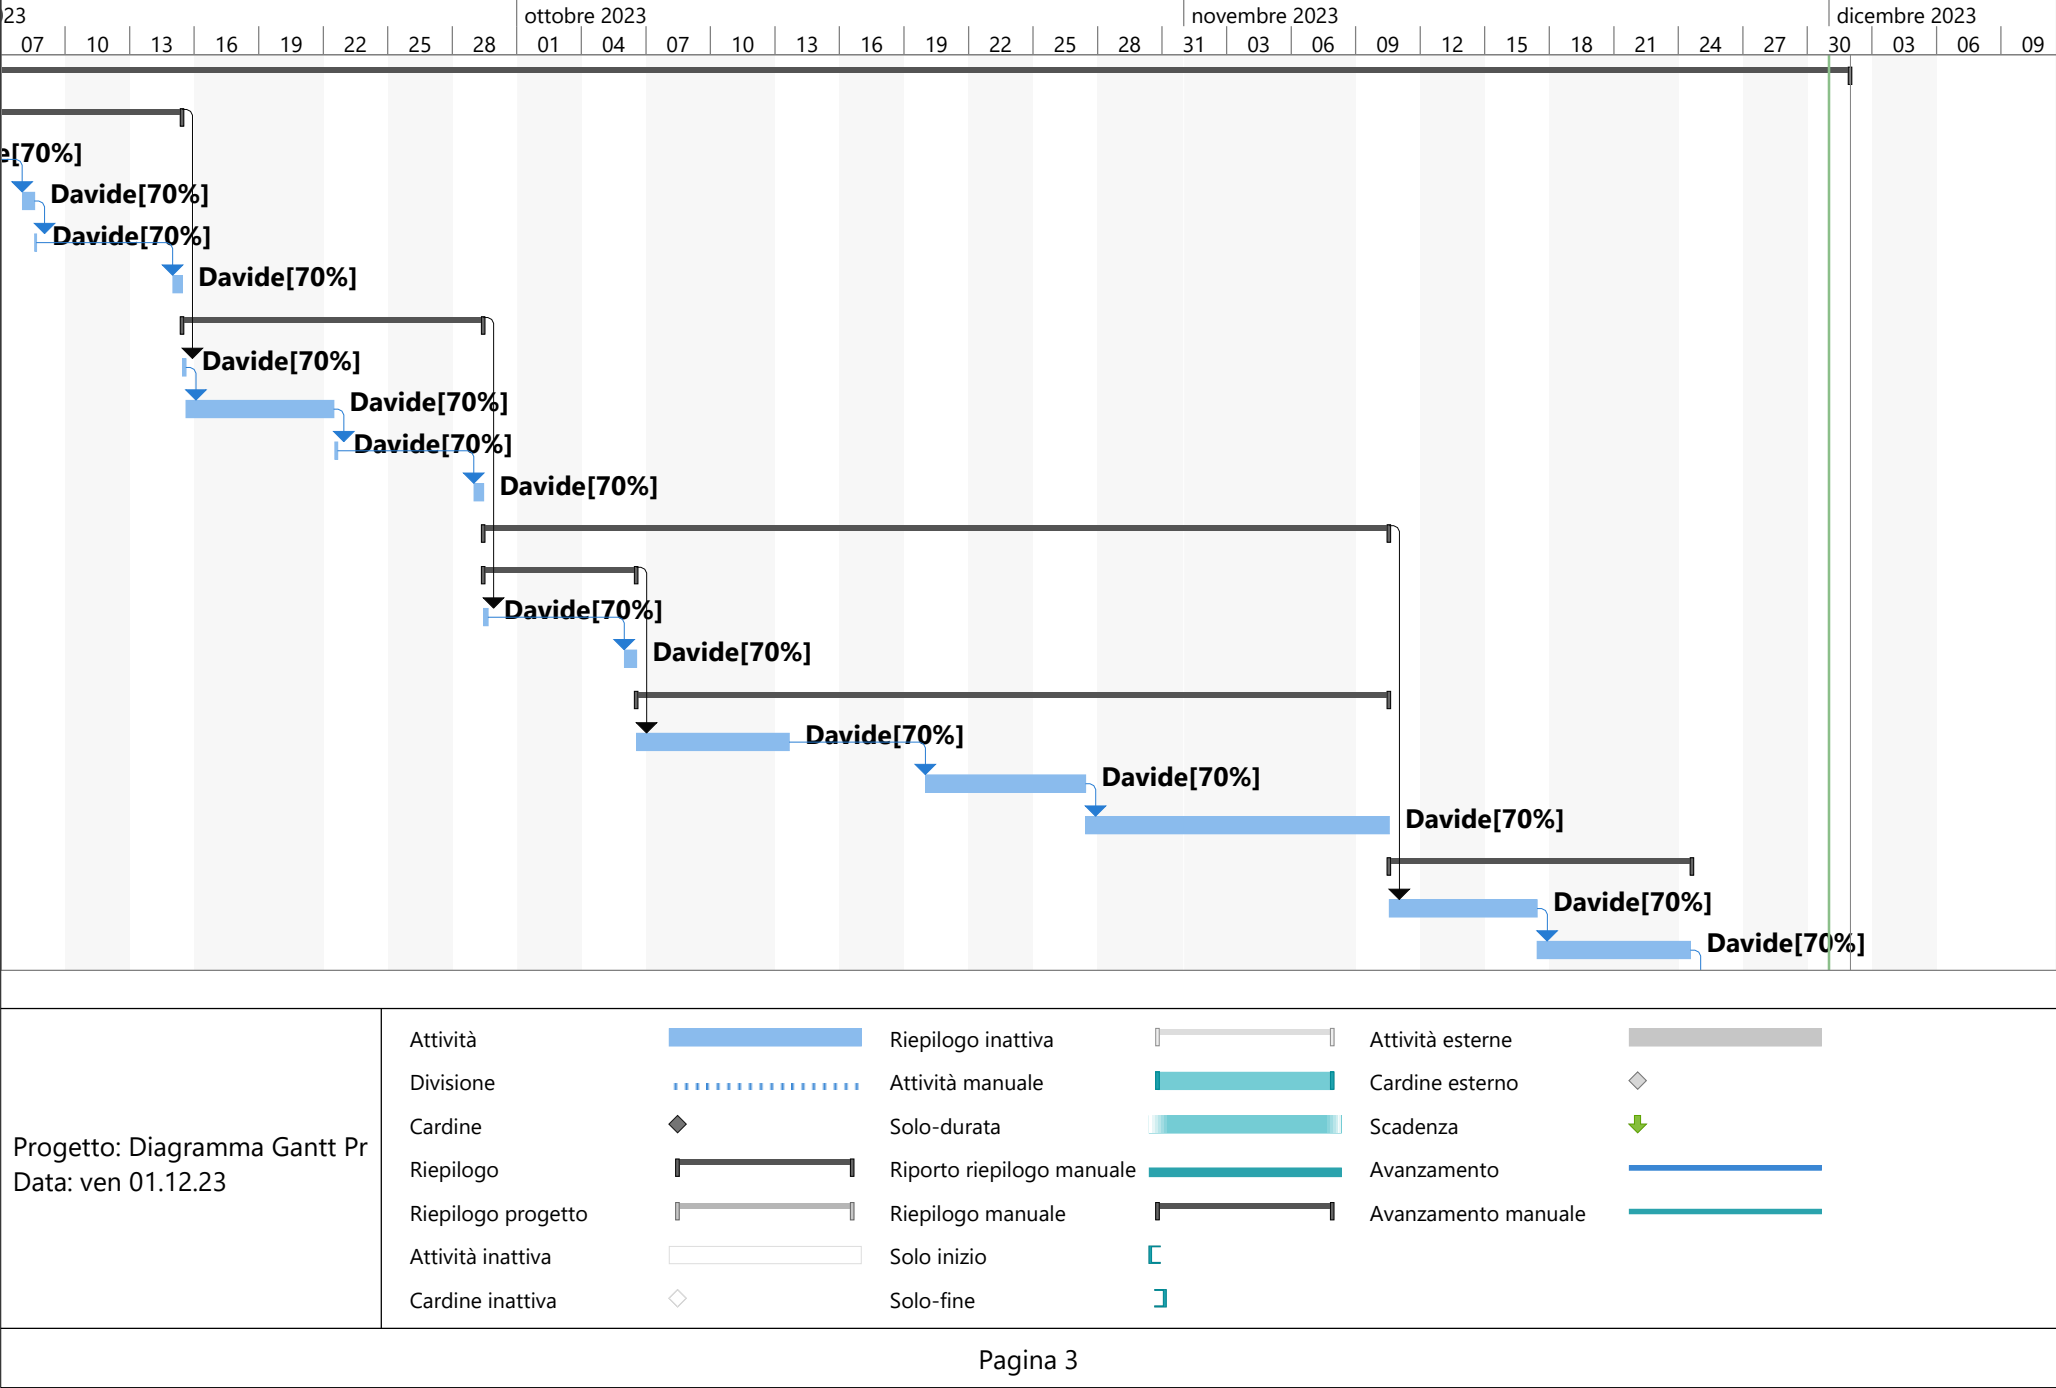 23 ottobre 2023 novembre 2023 dicembre 2023
07 10 13 16 19 22 25 28 01 04 07 10 13 16 19 22 25 28 31 03 06 09 12 15 18 21 24 27 30 03 06 09
e[70%]
Davide[70%]
Davide[70%]
Davide[70%]
Davide[70%]
Davide[70%]
Davide[70%]
Davide[70%]
Davide[70%]
Davide[70%]
Davide[70%]
Davide[70%]
Davide[70%]
Davide[70%]
Davide[70%]
Progetto: Diagramma Gantt Pr
Data: ven 01.12.23
Attività
Divisione
Cardine
Riepilogo
Riepilogo progetto
Attività inattiva
Cardine inattiva
Riepilogo inattiva
Attività manuale
Solo-durata
Riporto riepilogo manuale
Riepilogo manuale
Solo inizio
Solo-fine
Attività esterne
Cardine esterno
Scadenza
Avanzamento
Avanzamento manuale
Pagina 3